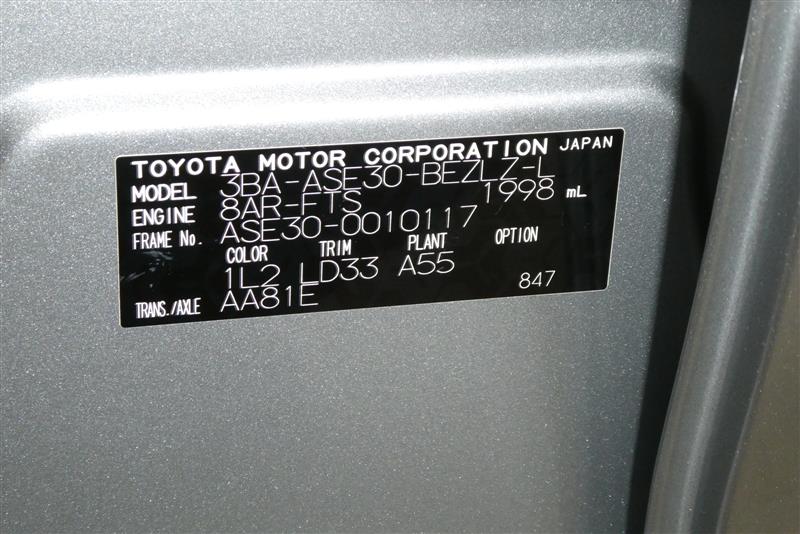 TOYOTA MOTOR CORPORATION JAPAN
MODEL 3BA-ASE30-BEZLZ-L
ENGINE 8AR-FTS 1998 mL
FRAME No. ASE30-0010117
COLOR TRIM PLANT OPTION
1L2 LD33 A55
TRANS./AXLE AA81E 847